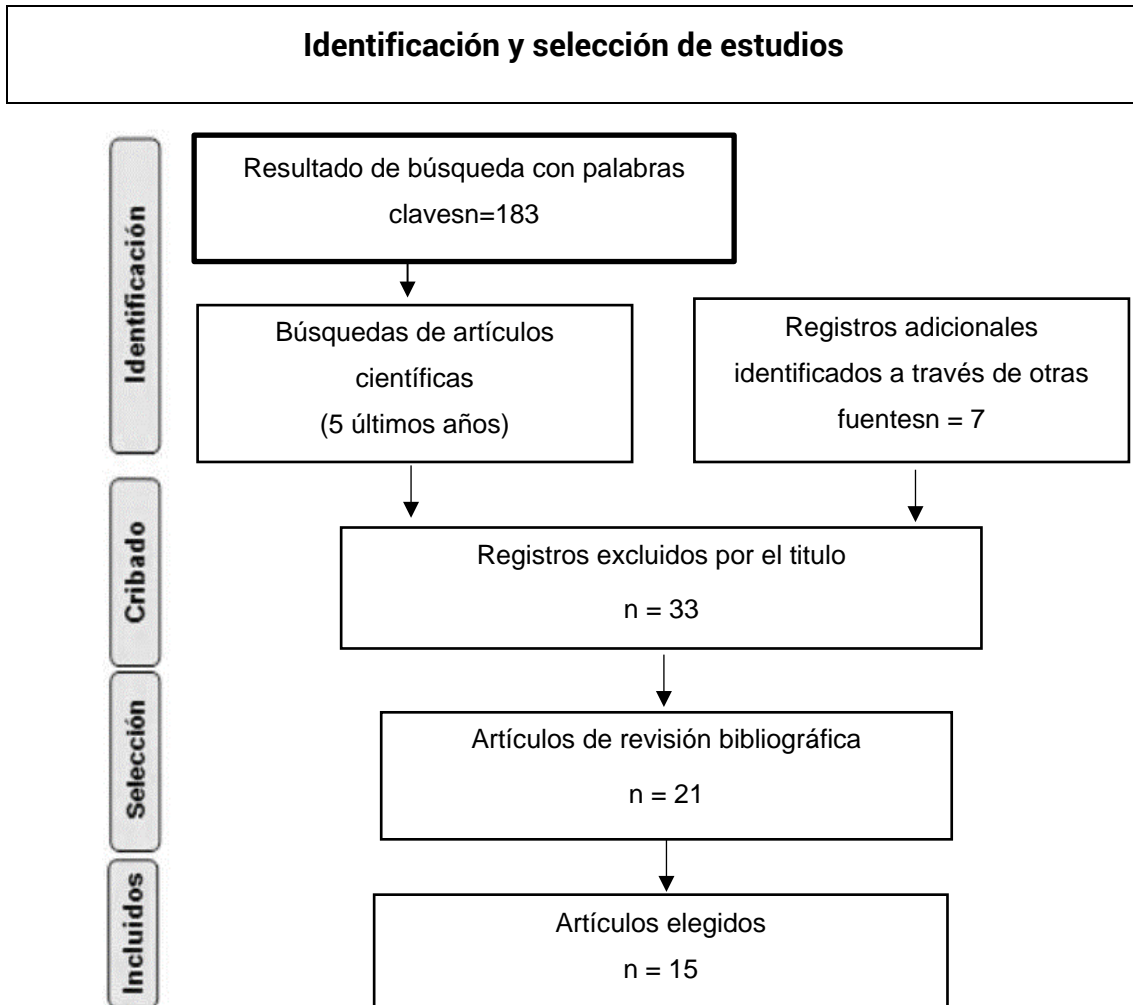 Identificación y selección de estudios
Identificación
Resultado de búsqueda con palabras
clavesn=183
Búsquedas de artículos
científicas
(5 últimos años)
Registros adicionales
identificados a través de otras
fuentesn = 7
Cribado
Registros excluidos por el titulo
n = 33
Selección
Artículos de revisión bibliográfica
n = 21
Incluidos
Artículos elegidos
n = 15